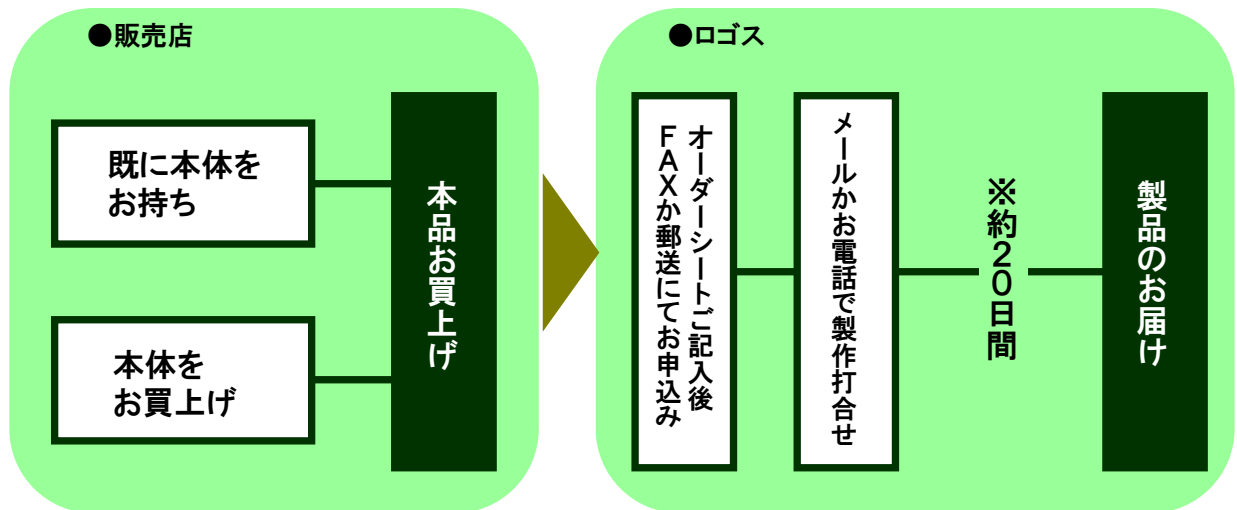 ●販売店
既に本体を
お持ち
本体を
お買上げ
本品お買上げ
●ロゴス
オーダーシートご記入後
ＦＡＸか郵送にてお申込み
メールかお電話で製作打合せ
※約２０日間
製品のお届け